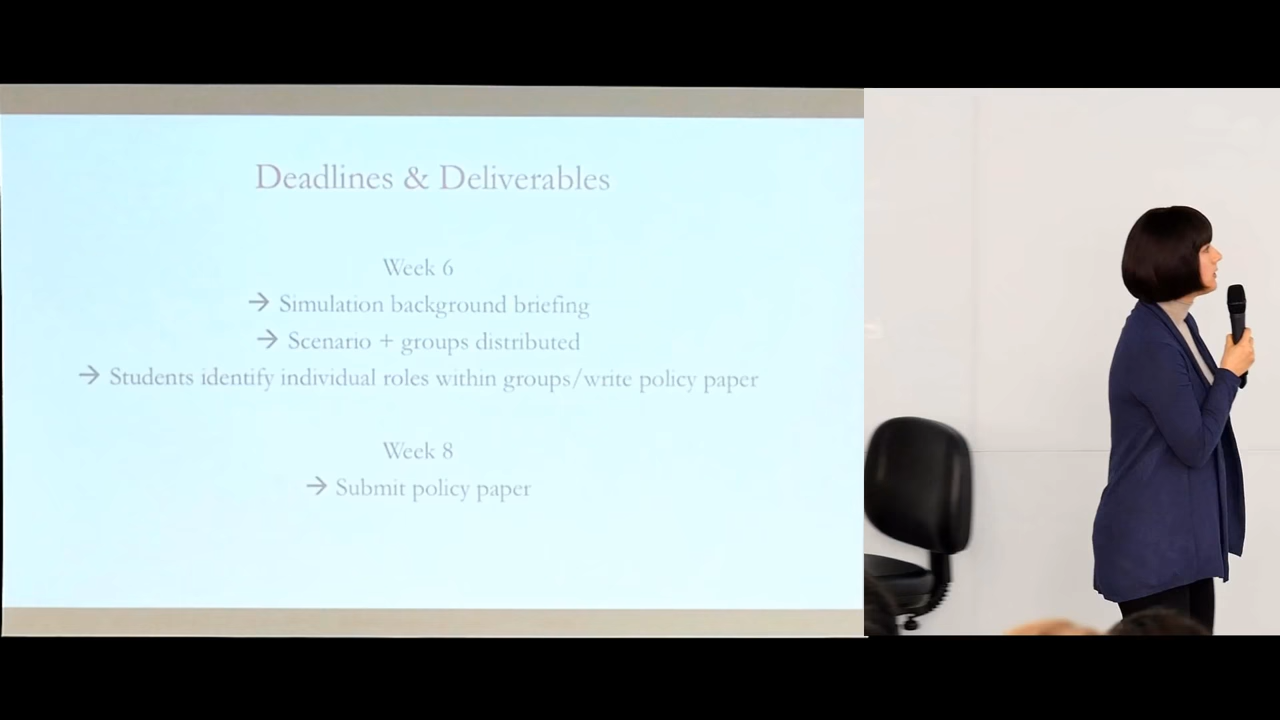 Deadlines & Deliverables
Week 6
→ Simulation background briefing
→ Scenario + groups distributed
→ Students identify individual roles within groups/write policy paper
Week 8
→ Submit policy paper